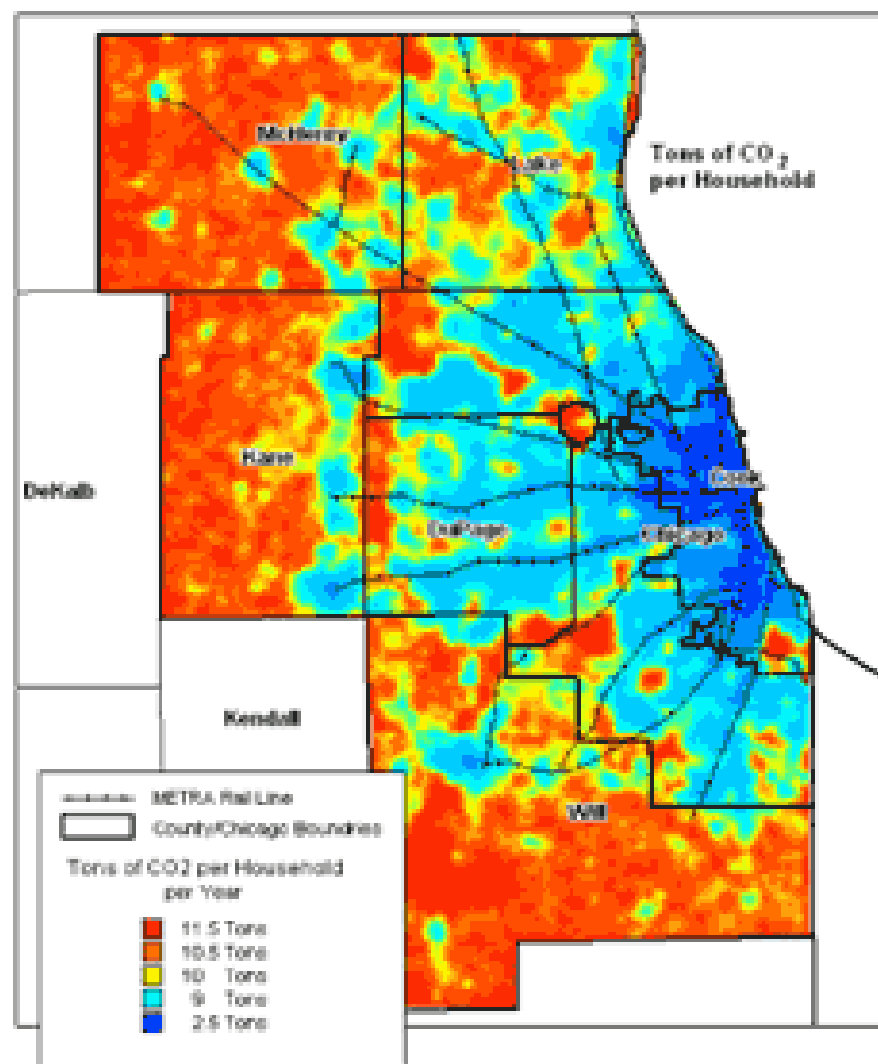 McHenry
Lake
Tons of CO2
per Household
Kane
DeKalb
Cook
DuPage
Chicago
Kendall
Will
METRA Rail Line
County/Chicago Boundres
Tons of CO2 per Household
per Year
11.5 Tons
10.5 Tons
10 Tons
9 Tons
2.5 Tons